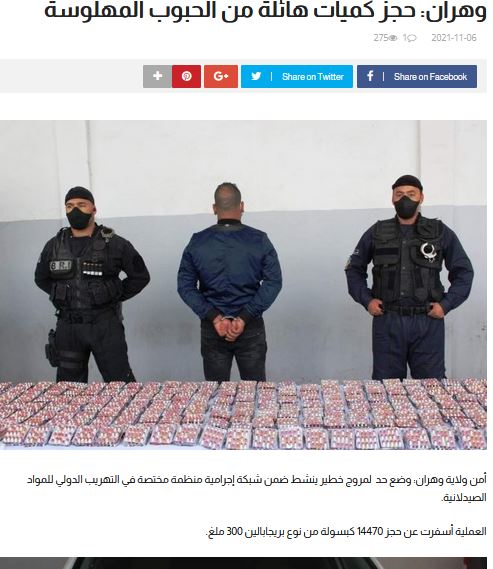 وهران: حجز كميات هائلة من الحبوب المهلوسة
2021-11-06 1 275
Share on Facebook
Share on Twitter
B.R.I
أمن ولاية وهران: وضع حد لمروج خطير ينشط ضمن شبكة إجرامية منظمة مختصة في التهريب الدولي للمواد
الصيدلانية.
العملية أسفرت عن حجز 14470 كبسولة من نوع بريجابالين 300 ملغ.